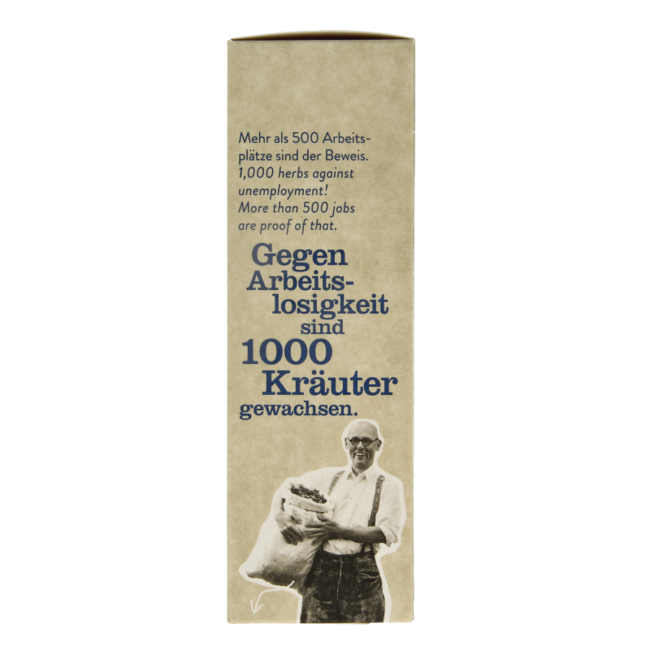 Mehr als 500 Arbeits-
plätze sind der Beweis.
1,000 herbs against
unemployment!
More than 500 jobs
are proof of that.
Gegen
Arbeits-
losigkeit
sind
1000
Kräuter
gewachsen.